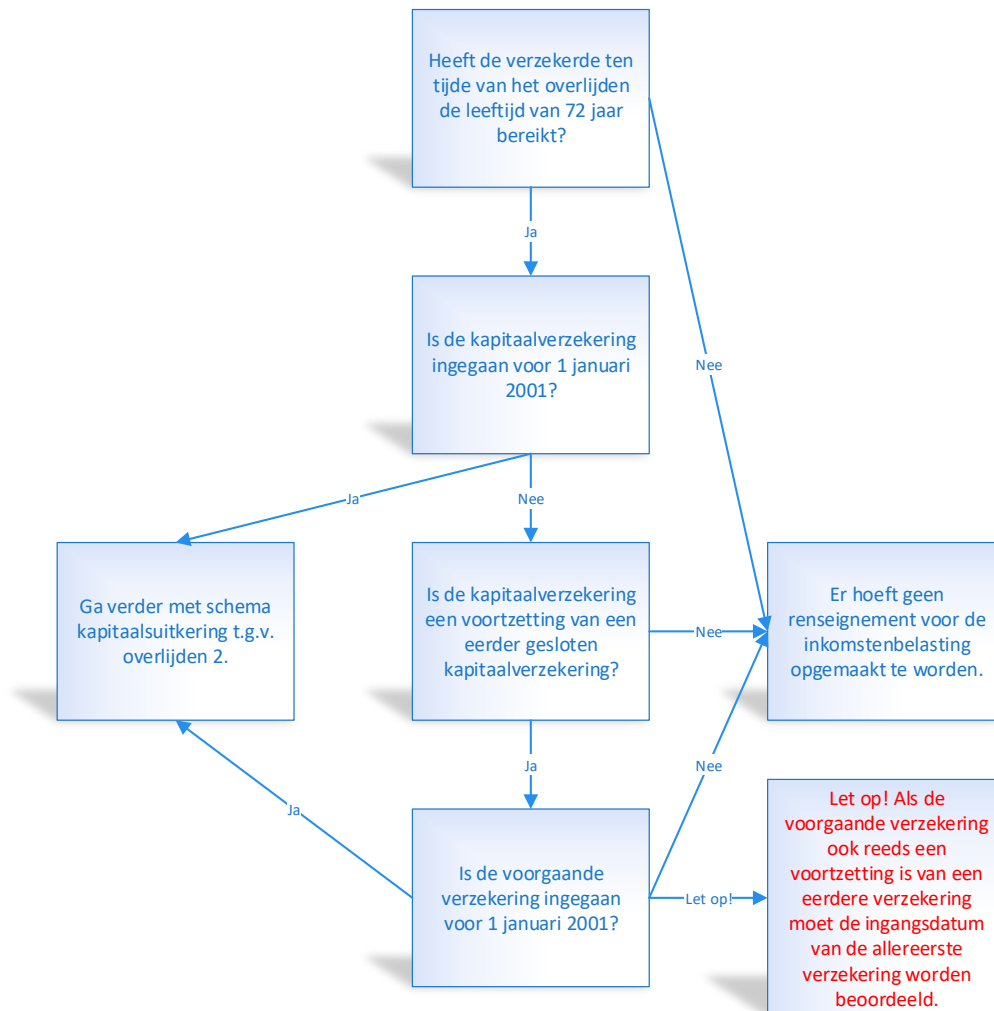 Heeft de verzekerde ten
tijde van het overlijden
de leeftijd van 72 jaar
bereikt?
Ja
Nee
Is de kapitaalverzekering
ingegaan voor 1 januari
2001?
Ja
Nee
Ga verder met schema
kapitaalsuitkering t.g.v.
overlijden 2.
Is de kapitaalverzekering
een voortzetting van een
eerder gesloten
kapitaalverzekering?
Nee
Er hoeft geen
renseignement voor de
inkomstenbelasting
opgemaakt te worden.
Ja
Nee
Ja
Is de voorgaande
verzekering ingegaan
voor 1 januari 2001?
Let op!
Let op! Als de
voorgaande verzekering
ook reeds een
voortzetting is van een
eerdere verzekering
moet de ingangsdatum
van de allereerste
verzekering worden
beoordeeld.